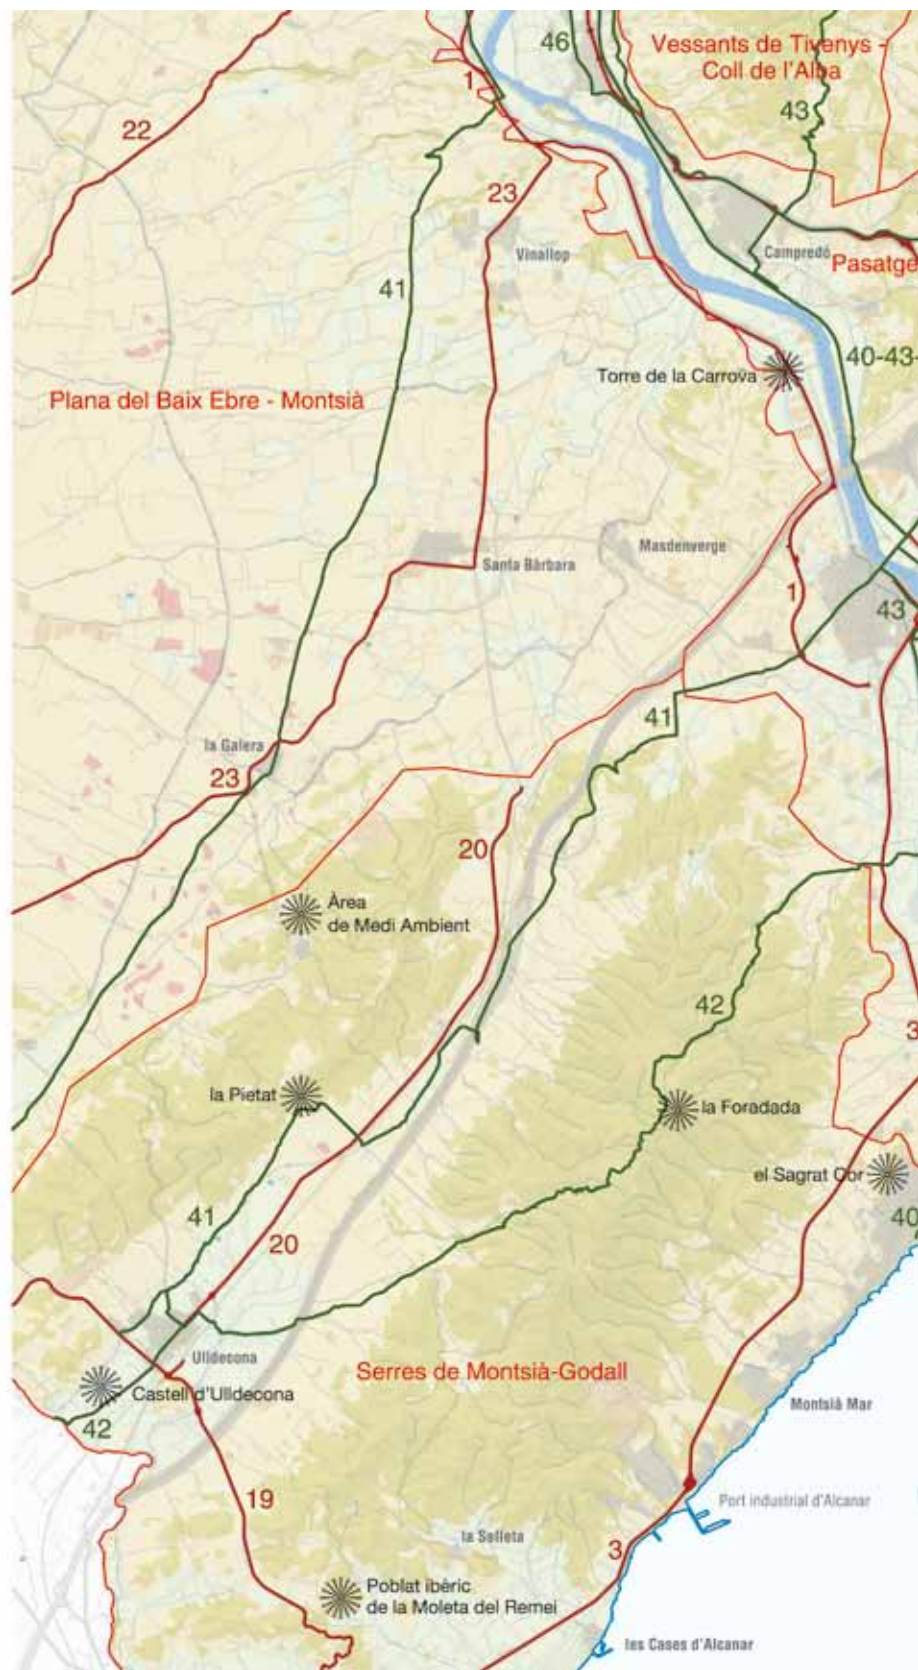 46
Vessants de Tivenys -
Coll de l'Alba
1
43
22
23
Vinallop
Campredó
Pasatge
41
40-43-
Torre de la Carrova
Plana del Baix Ebre - Montsià
Masdenverge
Santa Bàrbara
1
43
41
la Galera
23
20
Àrea
de Medi Ambient
42
3
la Pietat
la Foradada
el Sagrat Cor
41
40
20
Ulldecona
Serres de Montsià-Godall
Castell d'Ulldecona
Montsià Mar
42
19
Port industrial d'Alcanar
la Selleta
3
Poblat ibèric
de la Moleta del Remei
les Cases d'Alcanar